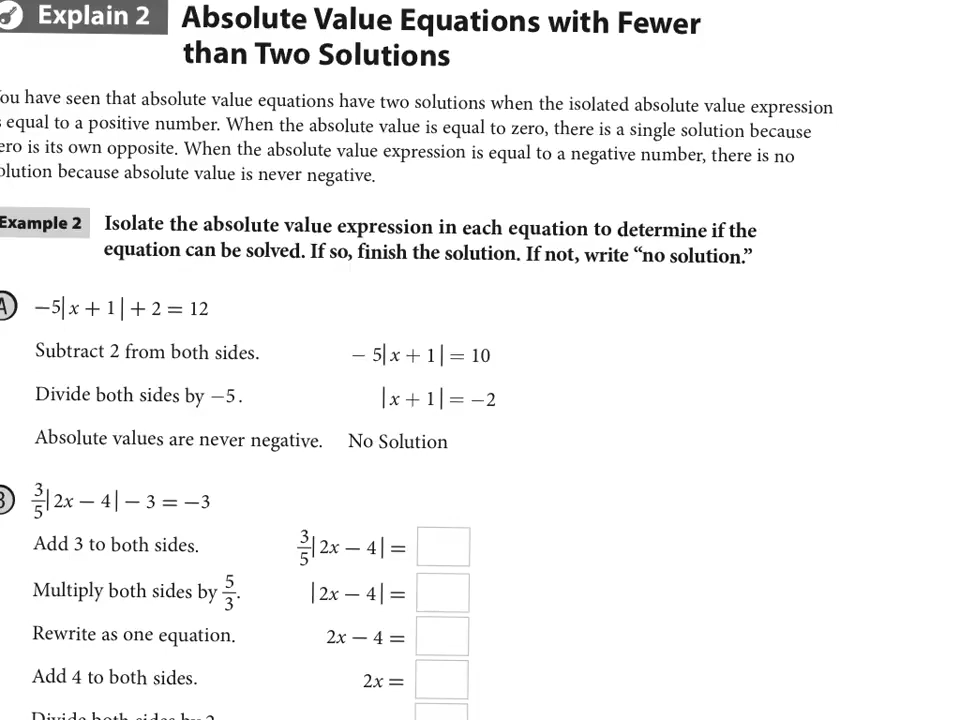 Explain 2 Absolute Value Equations with Fewer
than Two Solutions
ou have seen that absolute value equations have two solutions when the isolated absolute value expression
equal to a positive number. When the absolute value is equal to zero, there is a single solution because
ero is its own opposite. When the absolute value expression is equal to a negative number, there is no
olution because absolute value is never negative.
Example 2 Isolate the absolute value expression in each equation to determine if the
equation can be solved. If so, finish the solution. If not, write “no solution.”
A −5|x + 1| + 2 = 12
Subtract 2 from both sides. − 5|x + 1| = 10
Divide both sides by −5. |x + 1| = −2
Absolute values are never negative. No Solution
B 3/5|2x − 4| − 3 = −3
Add 3 to both sides. 3/5|2x − 4| =
Multiply both sides by 5/3. |2x − 4| =
Rewrite as one equation. 2x − 4 =
Add 4 to both sides. 2x =
Divide both sides by 2